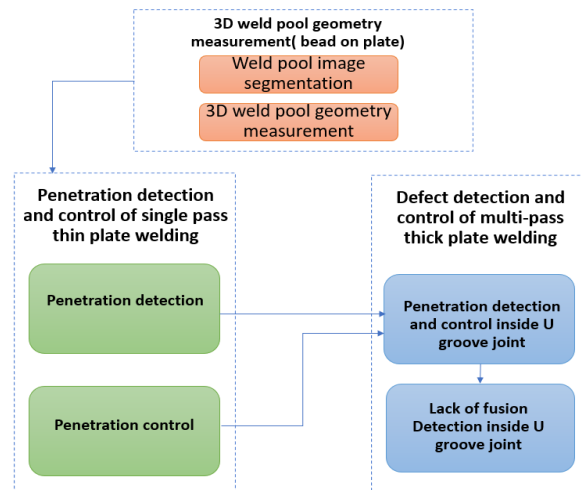 3D weld pool geometry
measurement( bead on plate)
Weld pool image
segmentation
3D weld pool geometry
measurement
Penetration detection
and control of single pass
thin plate welding
Penetration detection
Penetration control
Defect detection and
control of multi-pass
thick plate welding
Penetration detection
and control inside U
groove joint
Lack of fusion
Detection inside U
groove joint